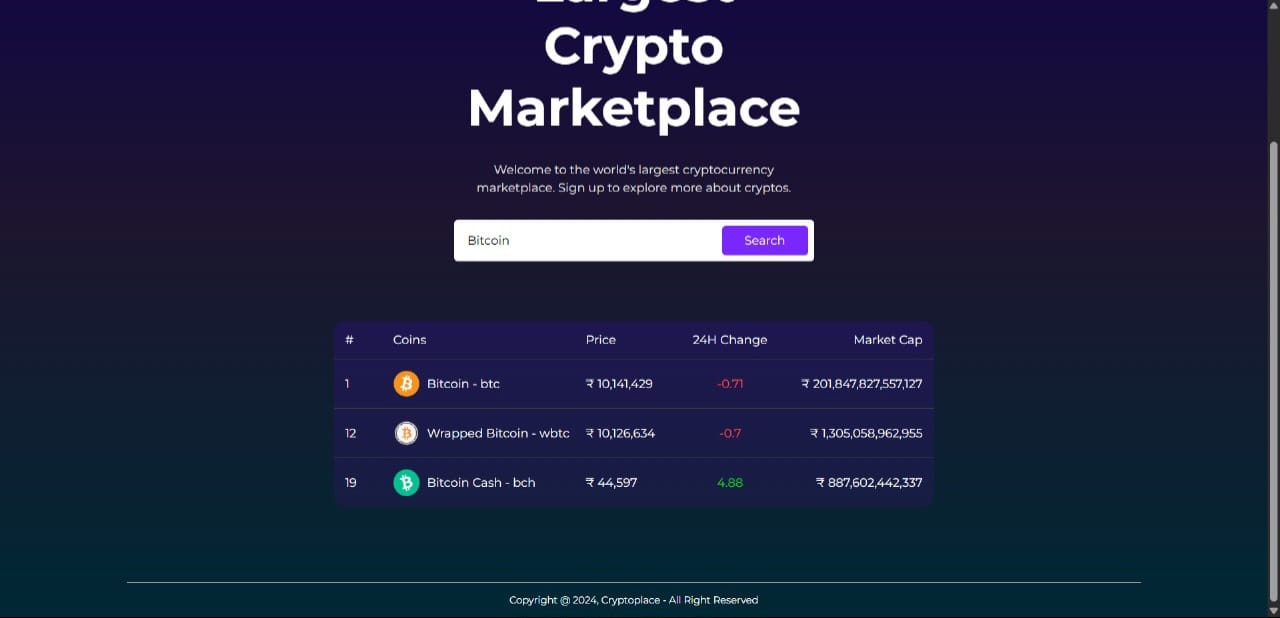 Largest
Crypto
Marketplace
Welcome to the world's largest cryptocurrency
marketplace. Sign up to explore more about cryptos.
Bitcoin Search
# Coins Price 24H Change Market Cap
1 Bitcoin - btc ₹ 10,141,429 -0.71 ₹ 201,847,827,557,127
12 Wrapped Bitcoin - wbtc ₹ 10,126,634 -0.7 ₹ 1,305,058,962,955
19 Bitcoin Cash - bch ₹ 44,597 4.88 ₹ 887,602,442,337
Copyright @ 2024, Cryptoplace - All Right Reserved